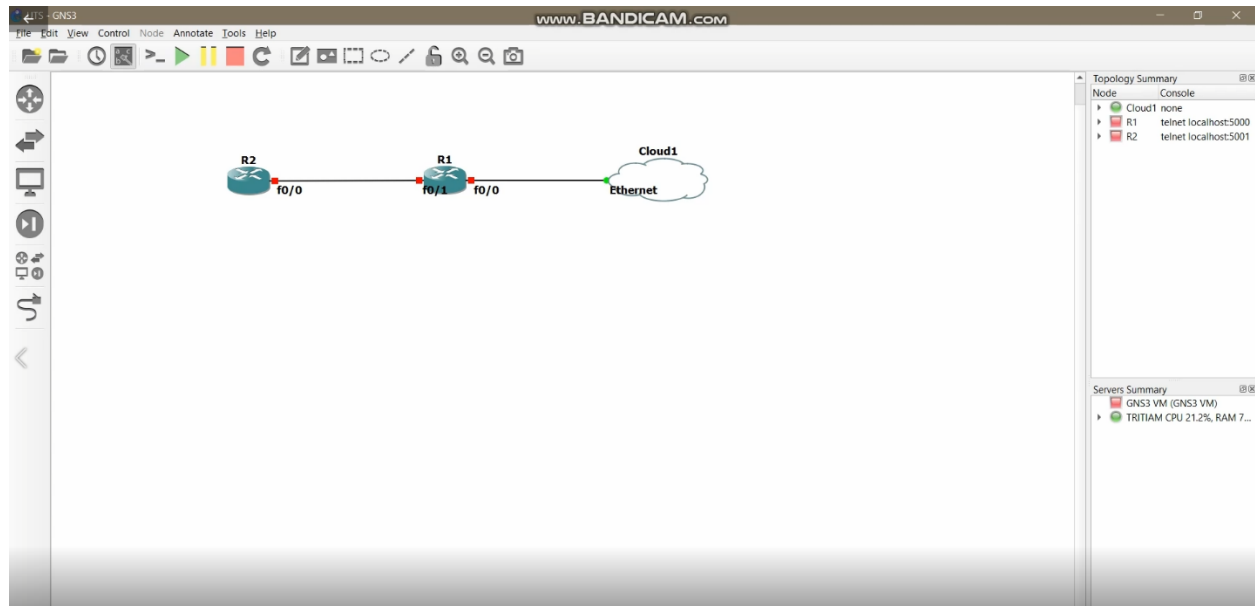 - GNS3
www.BANDICAM.com
File Edit View Control Node Annotate Tools Help
Topology Summary
Node Console
Cloud1 none
R1 telnet localhost:5000
R2 telnet localhost:5001
R2
R1
Cloud1
f0/0
f0/1
f0/0
Ethernet
Servers Summary
GNS3 VM (GNS3 VM)
TRITIAM CPU 21.2%, RAM 7...